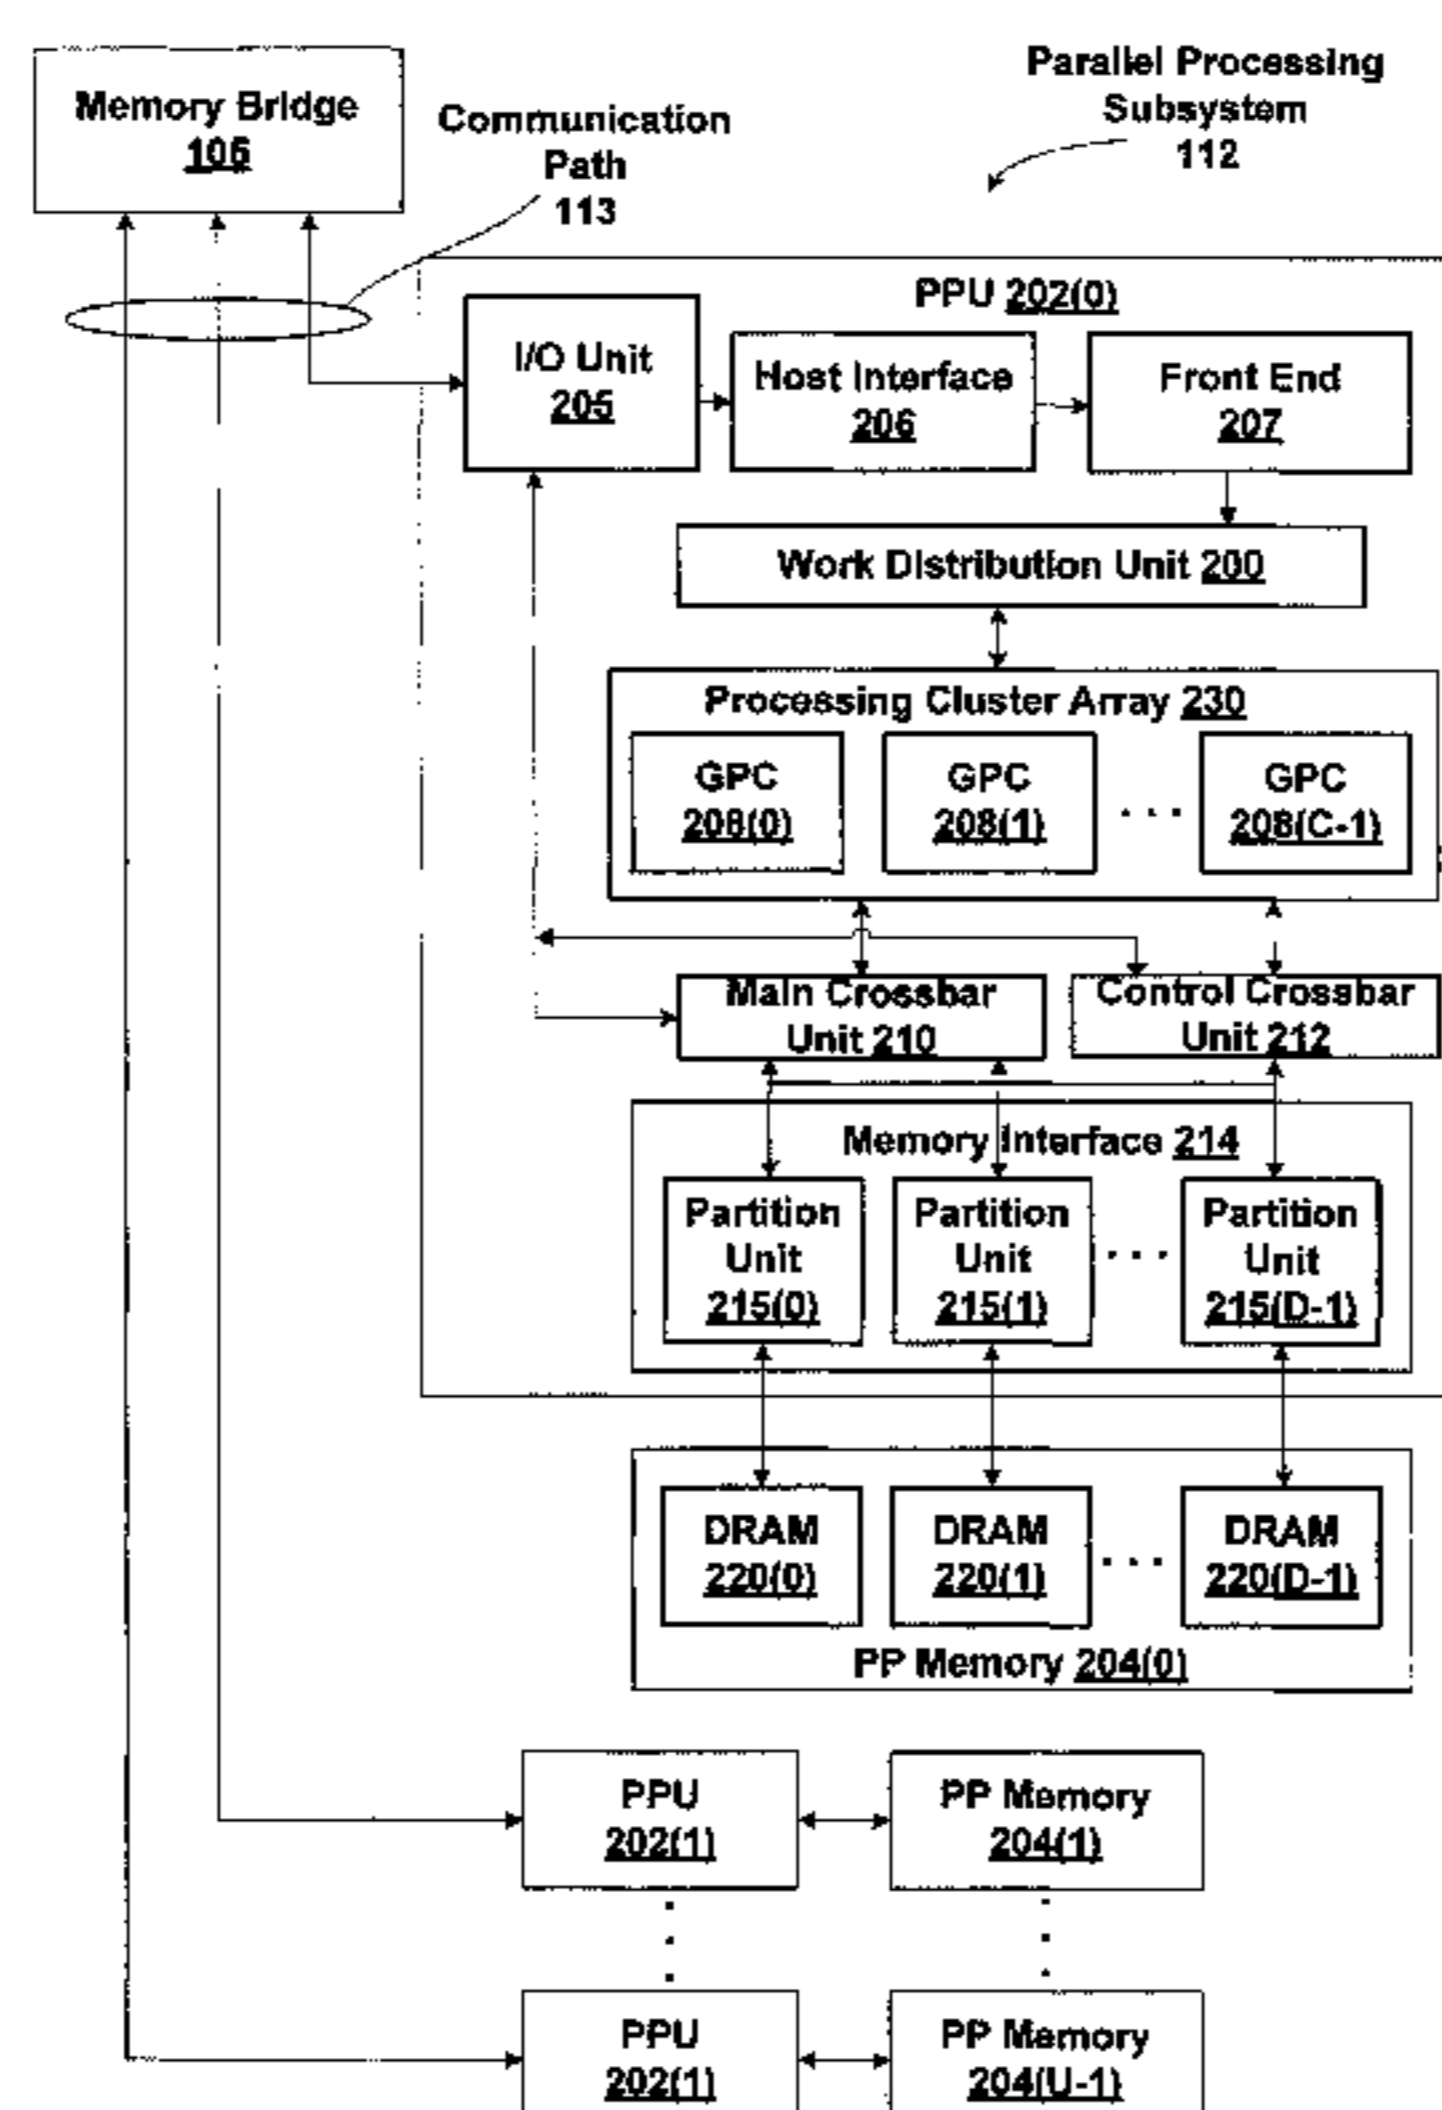 Parallel Processing
Subsystem
112
Memory Bridge
105
Communication
Path
113
PPU 202(0)
I/O Unit
205
Host Interface
206
Front End
207
Work Distribution Unit 200
Processing Cluster Array 230
GPC
208(0)
GPC
208(1)
. . .
GPC
208(C-1)
Main Crossbar
Unit 210
Control Crossbar
Unit 212
Memory Interface 214
Partition
Unit
215(0)
Partition
Unit
215(1)
. . .
Partition
Unit
215(D-1)
DRAM
220(0)
DRAM
220(1)
. . .
DRAM
220(D-1)
PP Memory 204(0)
PPU
202(1)
PP Memory
204(1)
PPU
202(1)
PP Memory
204(U-1)